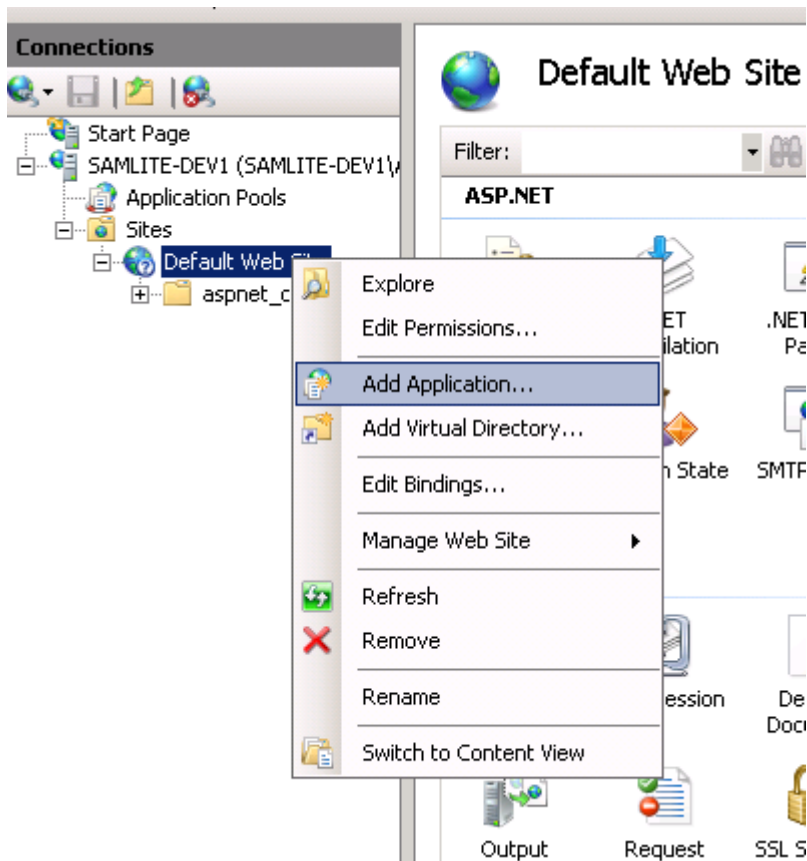 Connections
Start Page
SAMLITE-DEV1 (SAMLITE-DEV1\
Application Pools
Sites
Default Web
aspnet_c
Default Web Site
Filter:
ASP.NET
ET
ilation
.NET
Pa
n State
SMTP
ession
De
Docu
Output
Request
SSL S
Explore
Edit Permissions...
Add Application...
Add Virtual Directory...
Edit Bindings...
Manage Web Site
Refresh
Remove
Rename
Switch to Content View